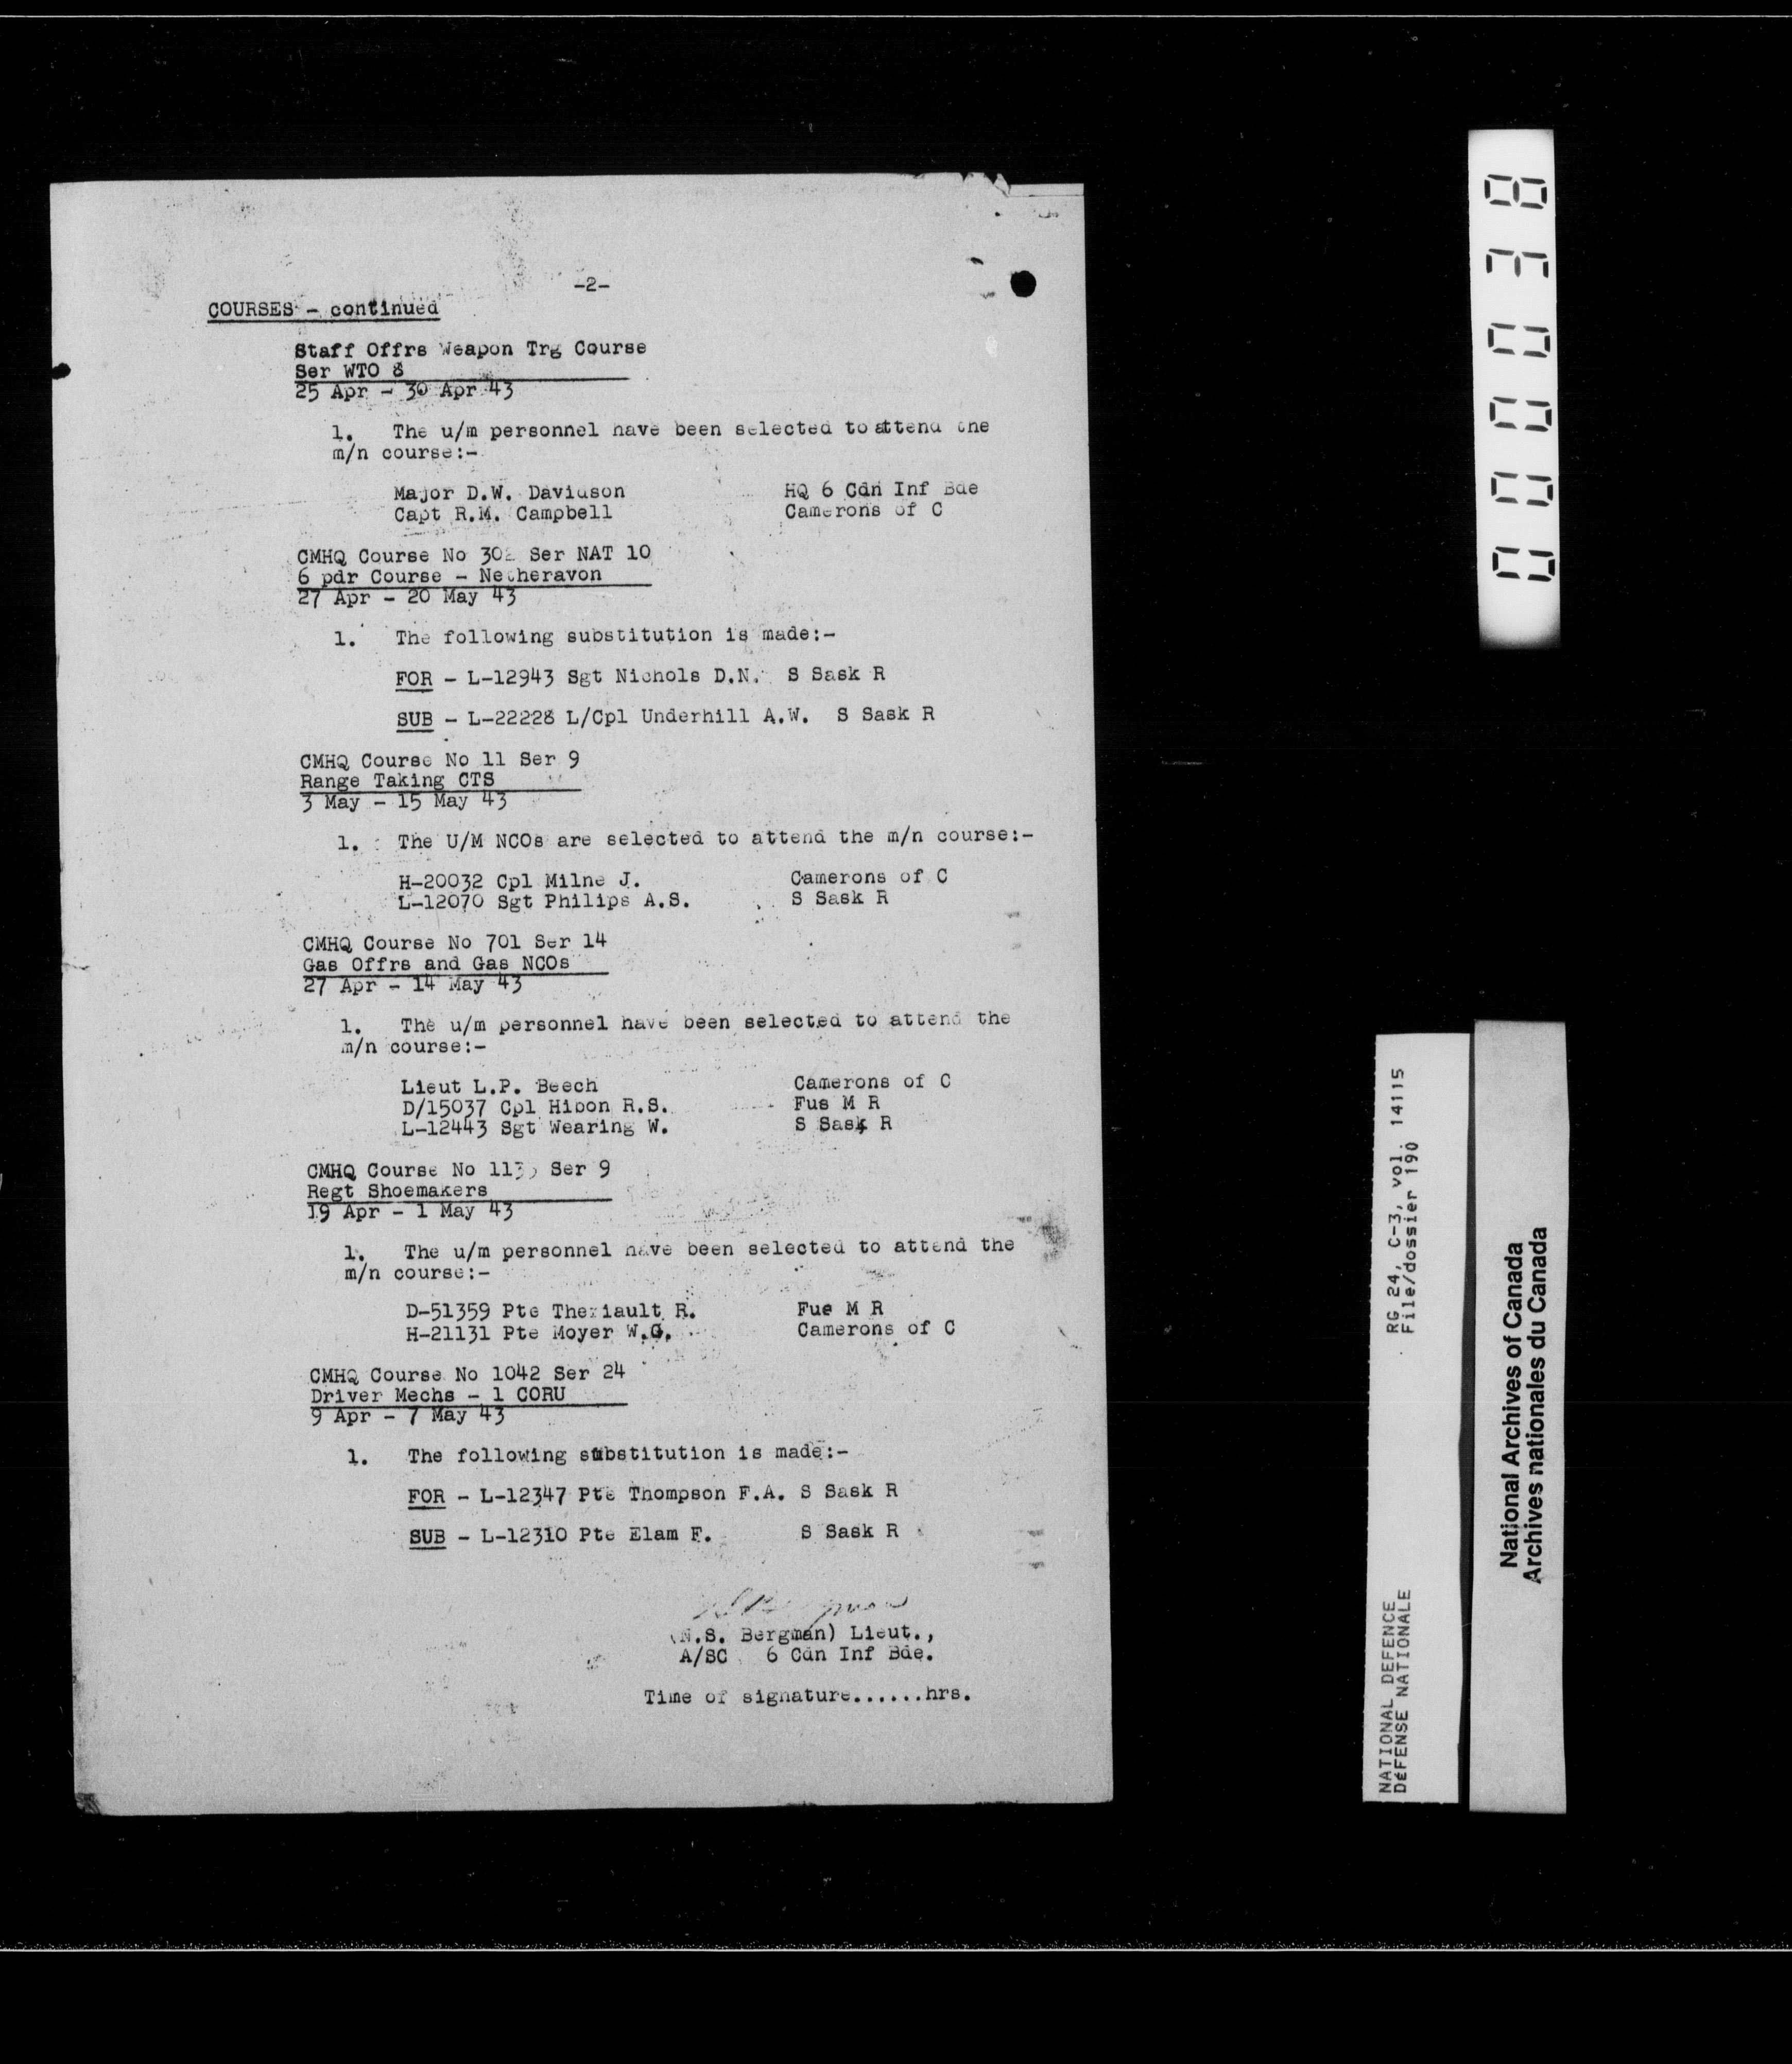 -2-
COURSES - continued
Staff Offrs Weapon Trg Course
Ser WTO 8
25 Apr - 30 Apr 43
1. The u/m personnel have been selected to attend the
m/n course:-
Major D.W. Davidson HQ 6 Cdn Inf Bde
Capt R.M. Campbell Camerons of C
CMHQ Course No Ser NAT 10
6 pdr Course - Netheravon
27 Apr - 20 May 43
1. The following substitution is made:-
FOR - L-12943 Sgt Nichols D.N. S Sask R
SUB - L-22228 L/Cpl Underhill A.W. S Sask R
CMHQ Course No 11 Ser 9
Range Taking CTS
3 May - 15 May 43
1. The U/M NCOs are selected to attend the m/n course:-
H-20032 Cpl Milne J. Camerons of C
L-12070 Sgt Philips A.S. S Sask R
CMHQ Course No 701 Ser 14
Gas Offrs and Gas NCOs
27 Apr - 14 May 43
1. The u/m personnel have been selected to attend the
m/n course:-
Lieut L.P. Beech Camerons of C
D/15037 Cpl Hibon R.S. Fus M R
L-12443 Sgt Wearing W. S Sask R
CMHQ Course No Ser 9
Regt Shoemakers
19 Apr - 1 May 43
1. The u/m personnel have been selected to attend the
m/n course:-
D-51359 Pte Theriault R. Fus M R
H-21131 Pte Moyer W.G. Camerons of C
CMHQ Course No 1042 Ser 24
Driver Mechs - 1 CORU
9 Apr - 7 May 43
1. The following substitution is made:-
FOR - L-12347 Pte Thompson F.A. S Sask R
SUB - L-12310 Pte Elam F. S Sask R
(N.S. Bergman) Lieut.,
A/SC 6 Cdn Inf Bde.
Time of signature......hrs.
000038
RG 24, C-3, vol. 14115
File/dossier 190
NATIONAL DEFENCE
DÉFENSE NATIONALE
National Archives of Canada
Archives nationales du Canada